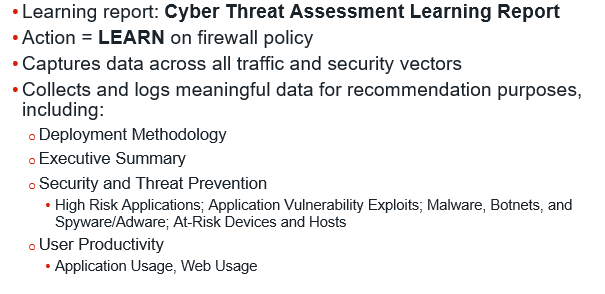 • Learning report: Cyber Threat Assessment Learning Report
• Action = LEARN on firewall policy
• Captures data across all traffic and security vectors
• Collects and logs meaningful data for recommendation purposes,
including:
o Deployment Methodology
o Executive Summary
o Security and Threat Prevention
• High Risk Applications; Application Vulnerability Exploits; Malware, Botnets, and
Spyware/Adware; At-Risk Devices and Hosts
o User Productivity
• Application Usage, Web Usage